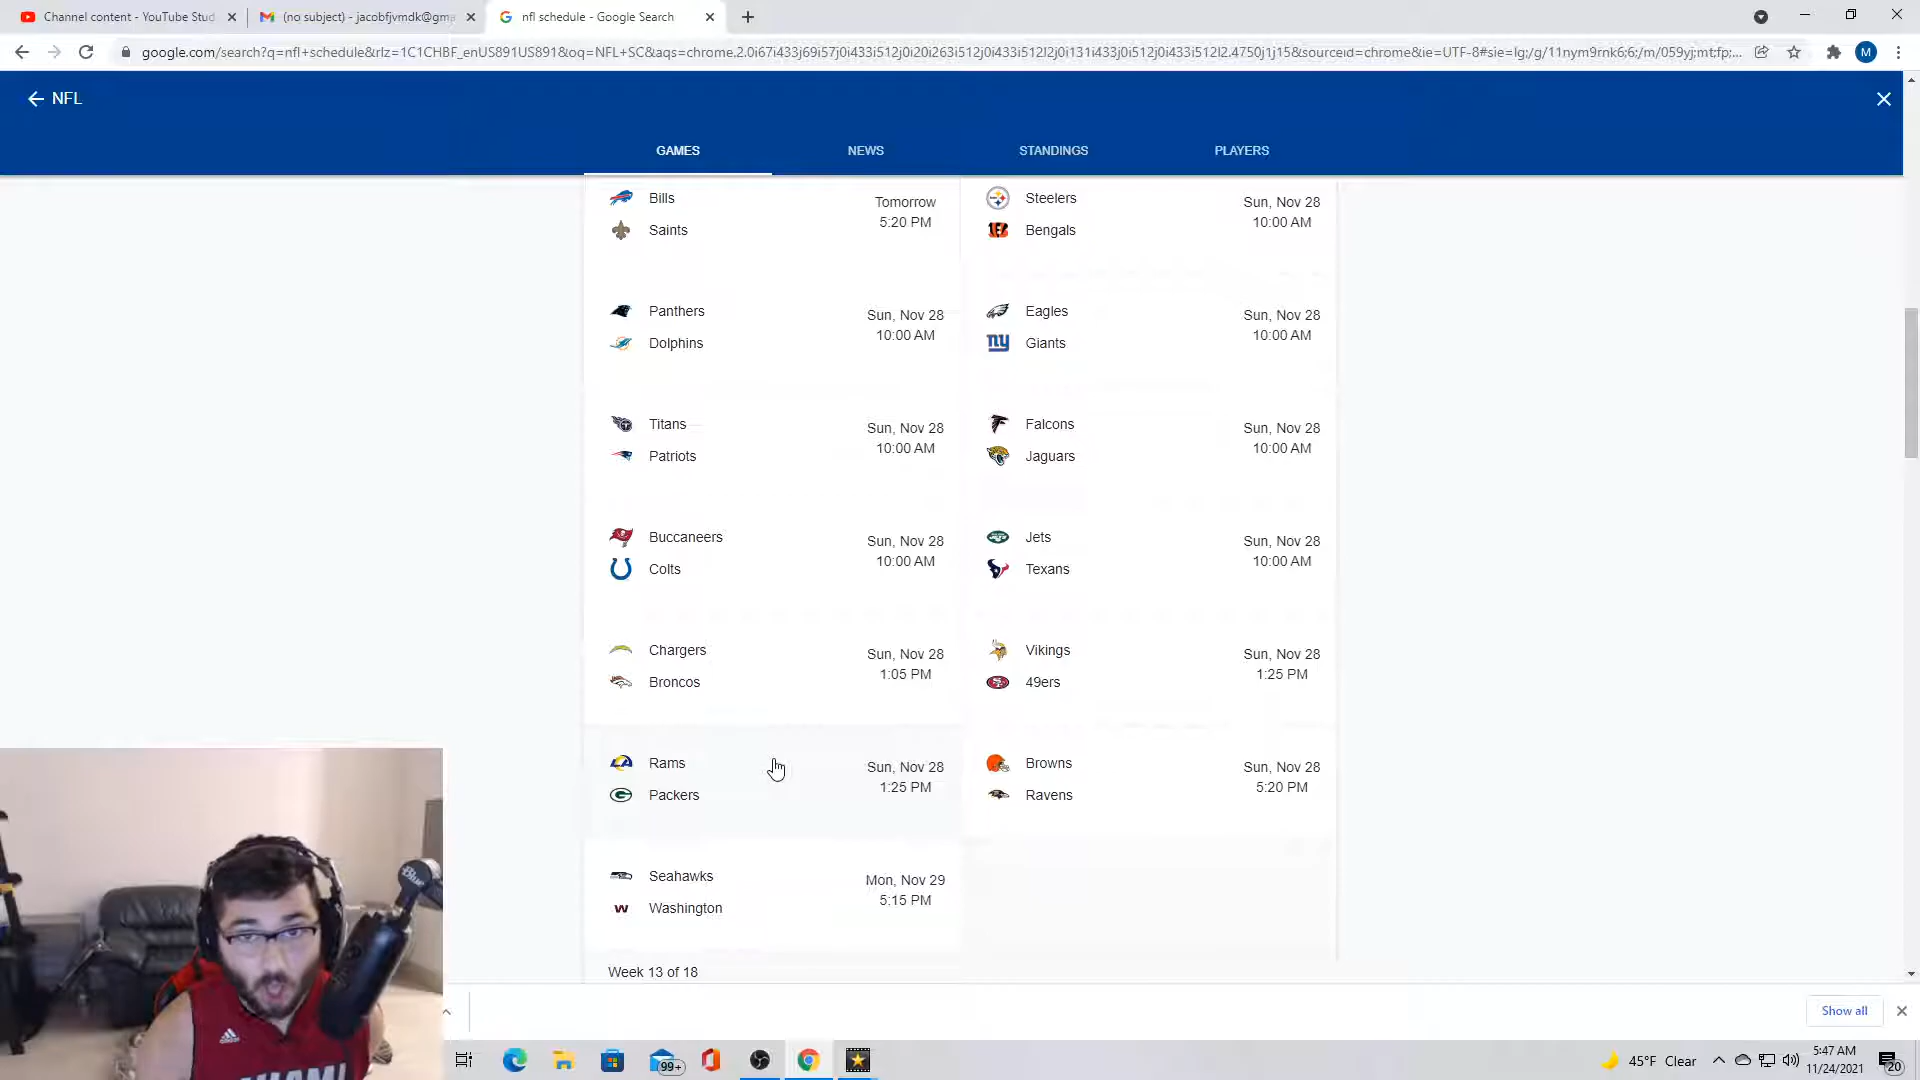 Channel content - YouTube Stud
(no subject) - jacobfjvmdk@gma
nfl schedule - Google Search
google.com/search?q=nfl+schedule&rlz=1C1CHBF_enUS891US891&oq=NFL+SC&aqs=chrome.2.0i67i433j69i57j0i433i512j0i20i263i512j0i433i512l2j0i131i433j0i512j0i433i512l2.4750j1j15&sourceid=chrome&ie=UTF-8#sie=lg;/g/11nym9rnk6;6;/m/059yj;mt;fp;...
M
NFL
GAMES NEWS STANDINGS PLAYERS
Bills
Saints
Tomorrow
5:20 PM
Steelers
Bengals
Sun, Nov 28
10:00 AM
Panthers
Dolphins
Sun, Nov 28
10:00 AM
Eagles
ny Giants
Sun, Nov 28
10:00 AM
Titans
Patriots
Sun, Nov 28
10:00 AM
Falcons
Jaguars
Sun, Nov 28
10:00 AM
Buccaneers
Colts
Sun, Nov 28
10:00 AM
Jets
Texans
Sun, Nov 28
10:00 AM
Chargers
Broncos
Sun, Nov 28
1:05 PM
Vikings
49ers
Sun, Nov 28
1:25 PM
Rams
Packers
Sun, Nov 28
1:25 PM
Browns
Ravens
Sun, Nov 28
5:20 PM
Seahawks
W Washington
Mon, Nov 29
5:15 PM
Week 13 of 18
Show all
Blue
adidas
MIAMI
99+
45°F Clear
5:47 AM
11/24/2021
20